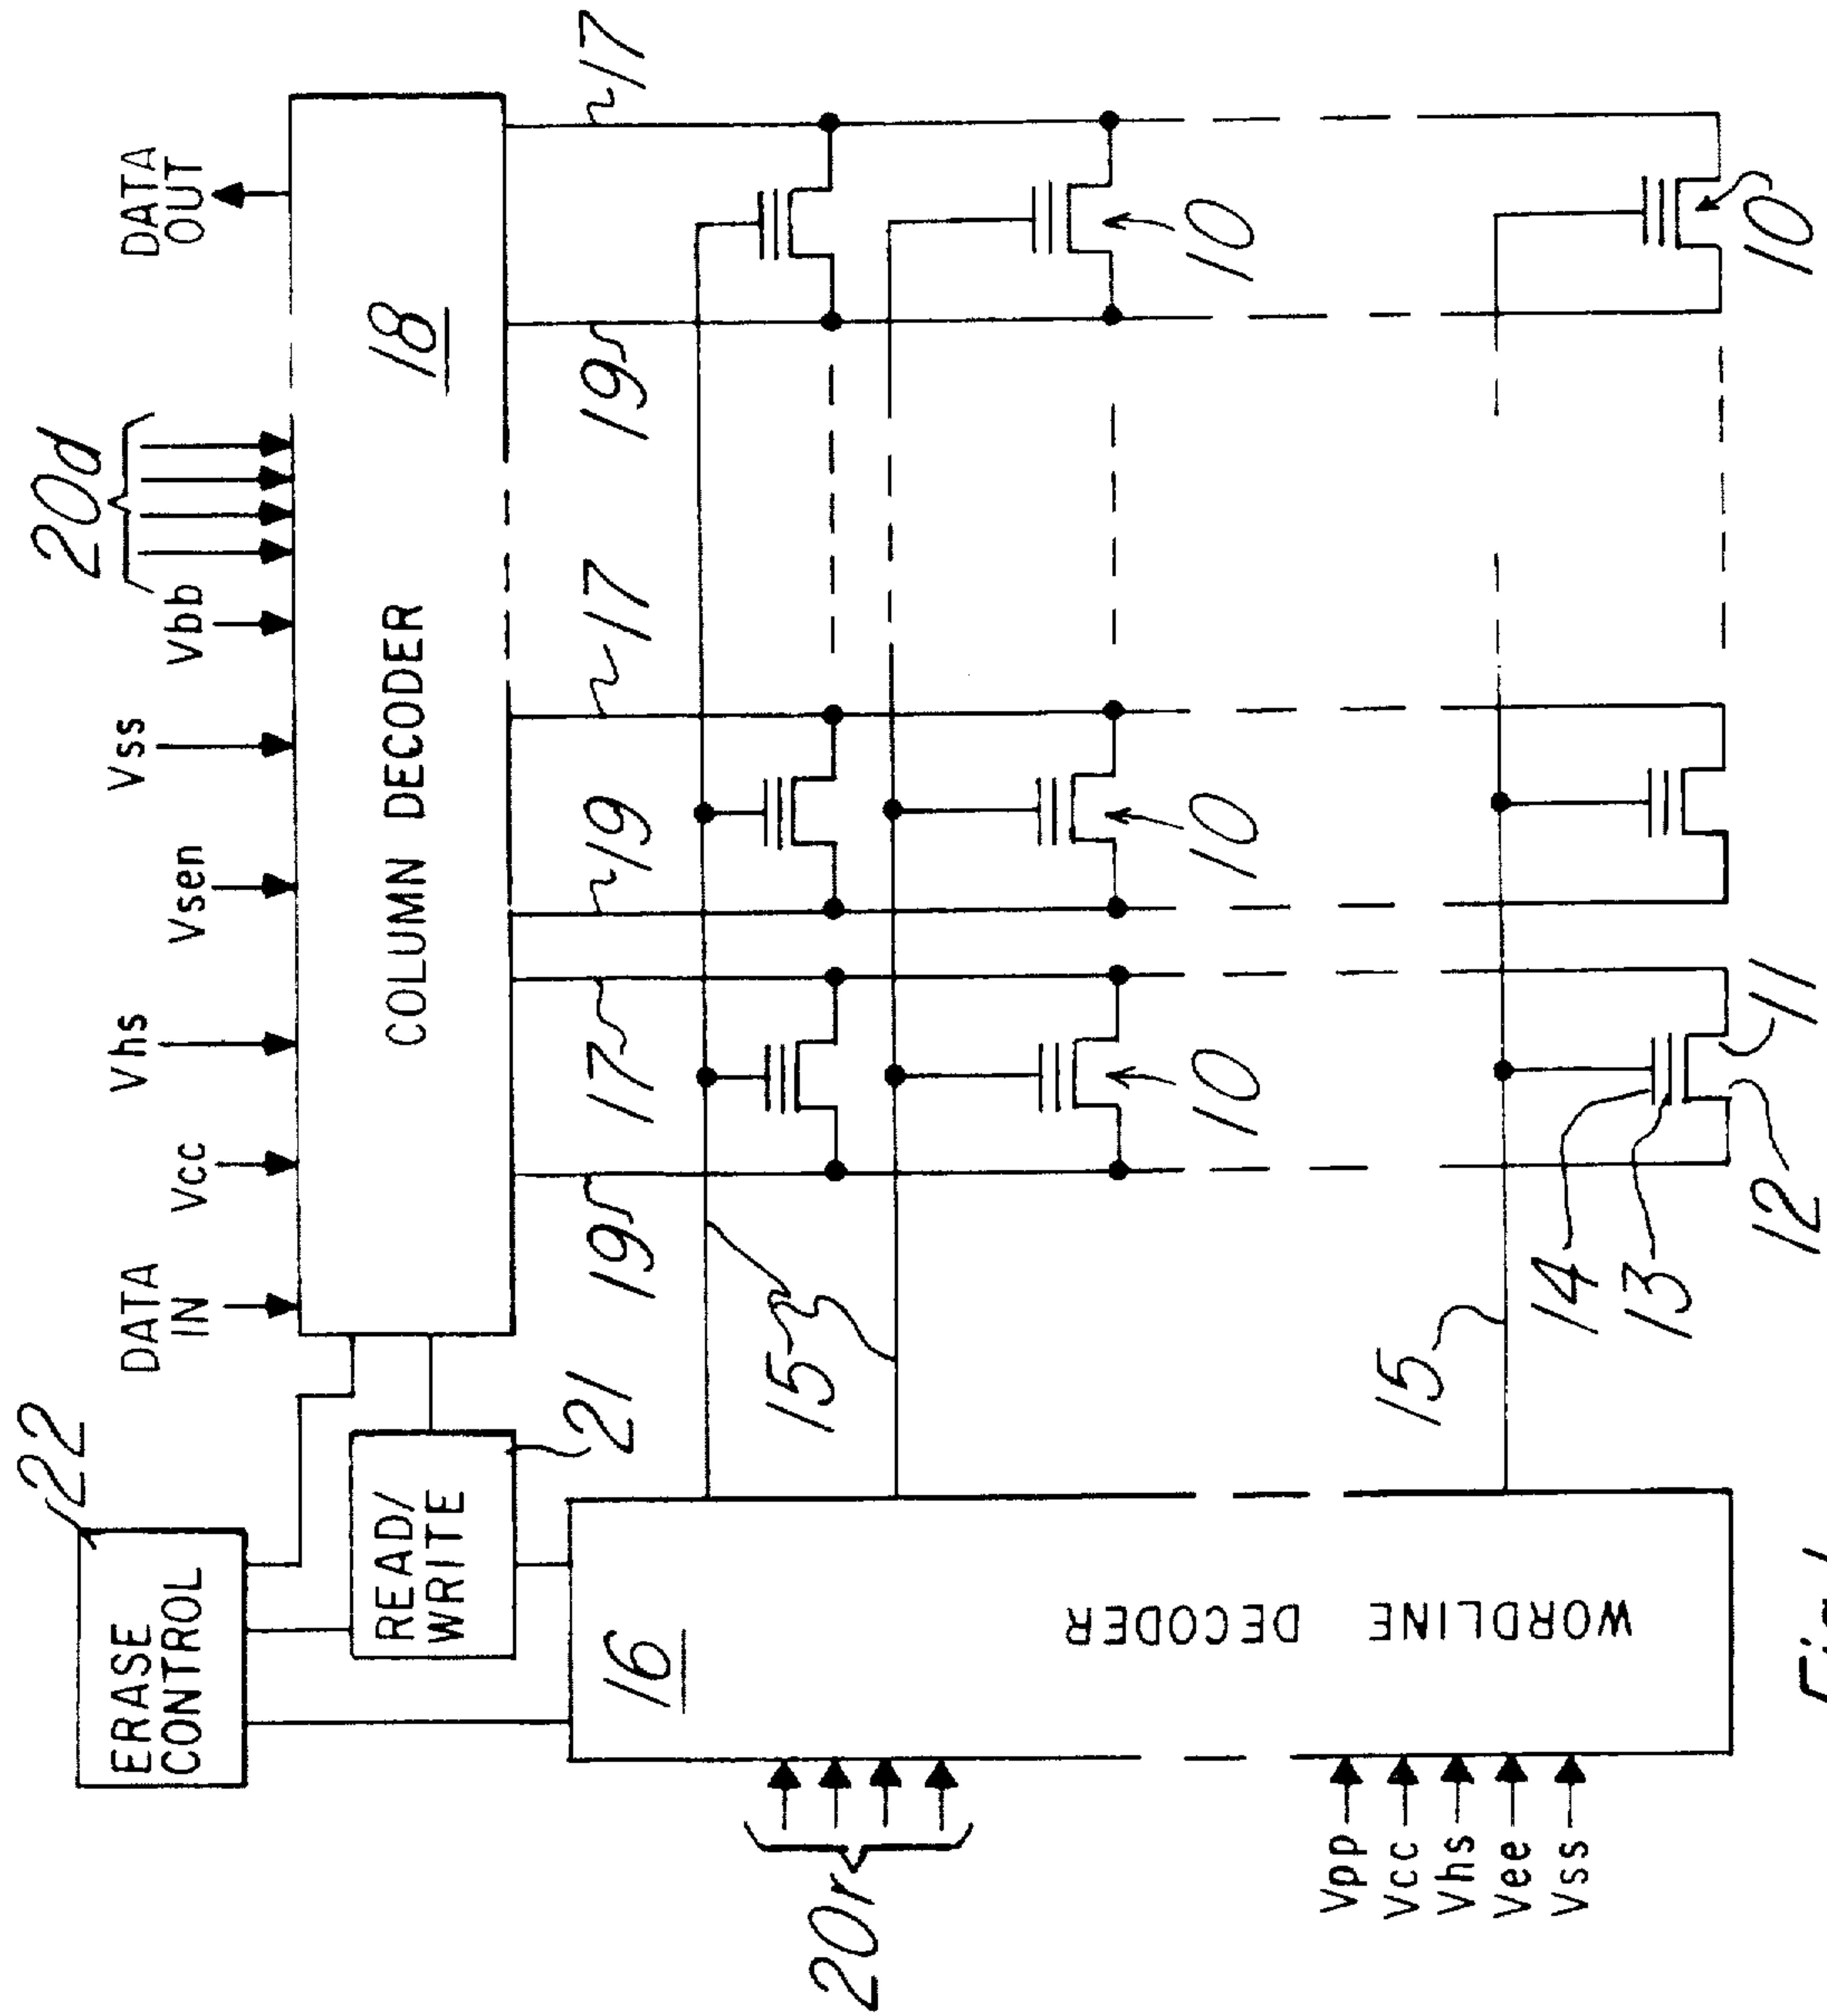 22
ERASE
CONTROL
READ/
WRITE
21
DATA
IN
Vcc
Vhs
Vsen
Vss
Vbb
20d
DATA
OUT
COLUMN DECODER
18
19
17
19
17
19
17
16
WORDLINE DECODER
20r
Vpp
Vcc
Vhs
Vee
Vss
15
15
10
10
10
10
14
13
12
11